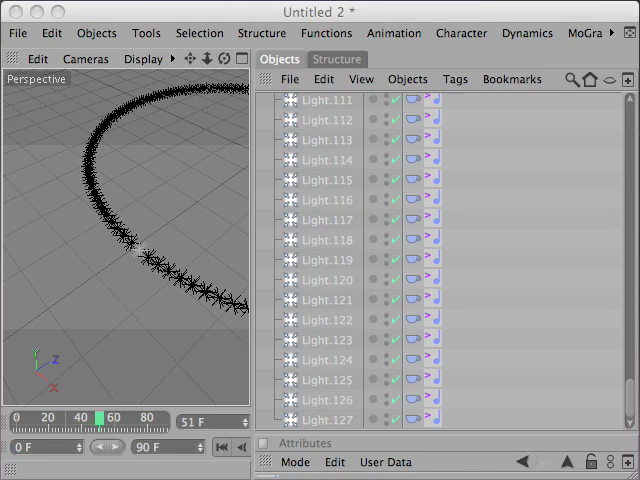 Untitled 2 *
File Edit Objects Tools Selection Structure Functions Animation Character Dynamics MoGra
Edit Cameras Display
Objects Structure
File Edit View Objects Tags Bookmarks
Perspective
Light.111
Light.112
Light.113
Light.114
Light.115
Light.116
Light.117
Light.118
Light.119
Light.120
Light.121
Light.122
Light.123
Light.124
Light.125
Light.126
Light.127
Y
Z
X
0 20 40 60 80
51 F
0 F
90 F
Attributes
Mode Edit User Data